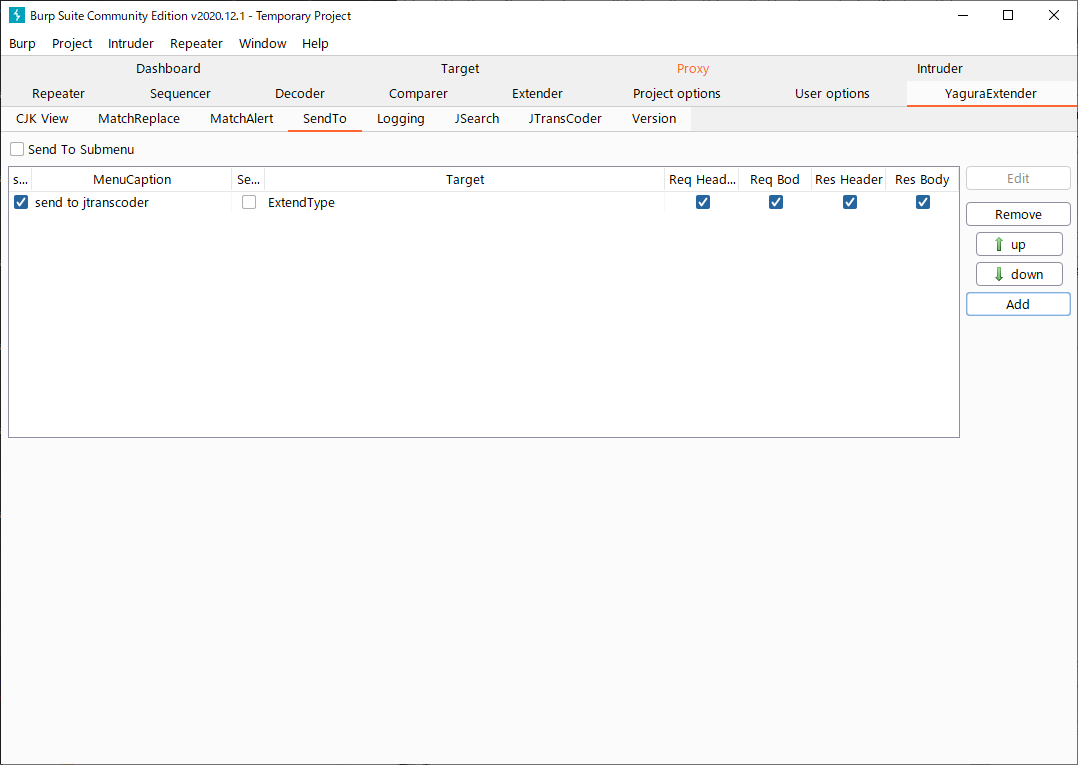 Burp Suite Community Edition v2020.12.1 - Temporary Project
Burp Project Intruder Repeater Window Help
Dashboard Target Proxy Intruder
Repeater Sequencer Decoder Comparer Extender Project options User options YaguraExtender
CJK View MatchReplace MatchAlert SendTo Logging JSearch JTransCoder Version
Send To Submenu
s... MenuCaption Se... Target Req Head... Req Bod Res Header Res Body
send to jtranscoder ExtendType
Edit
Remove
up
down
Add